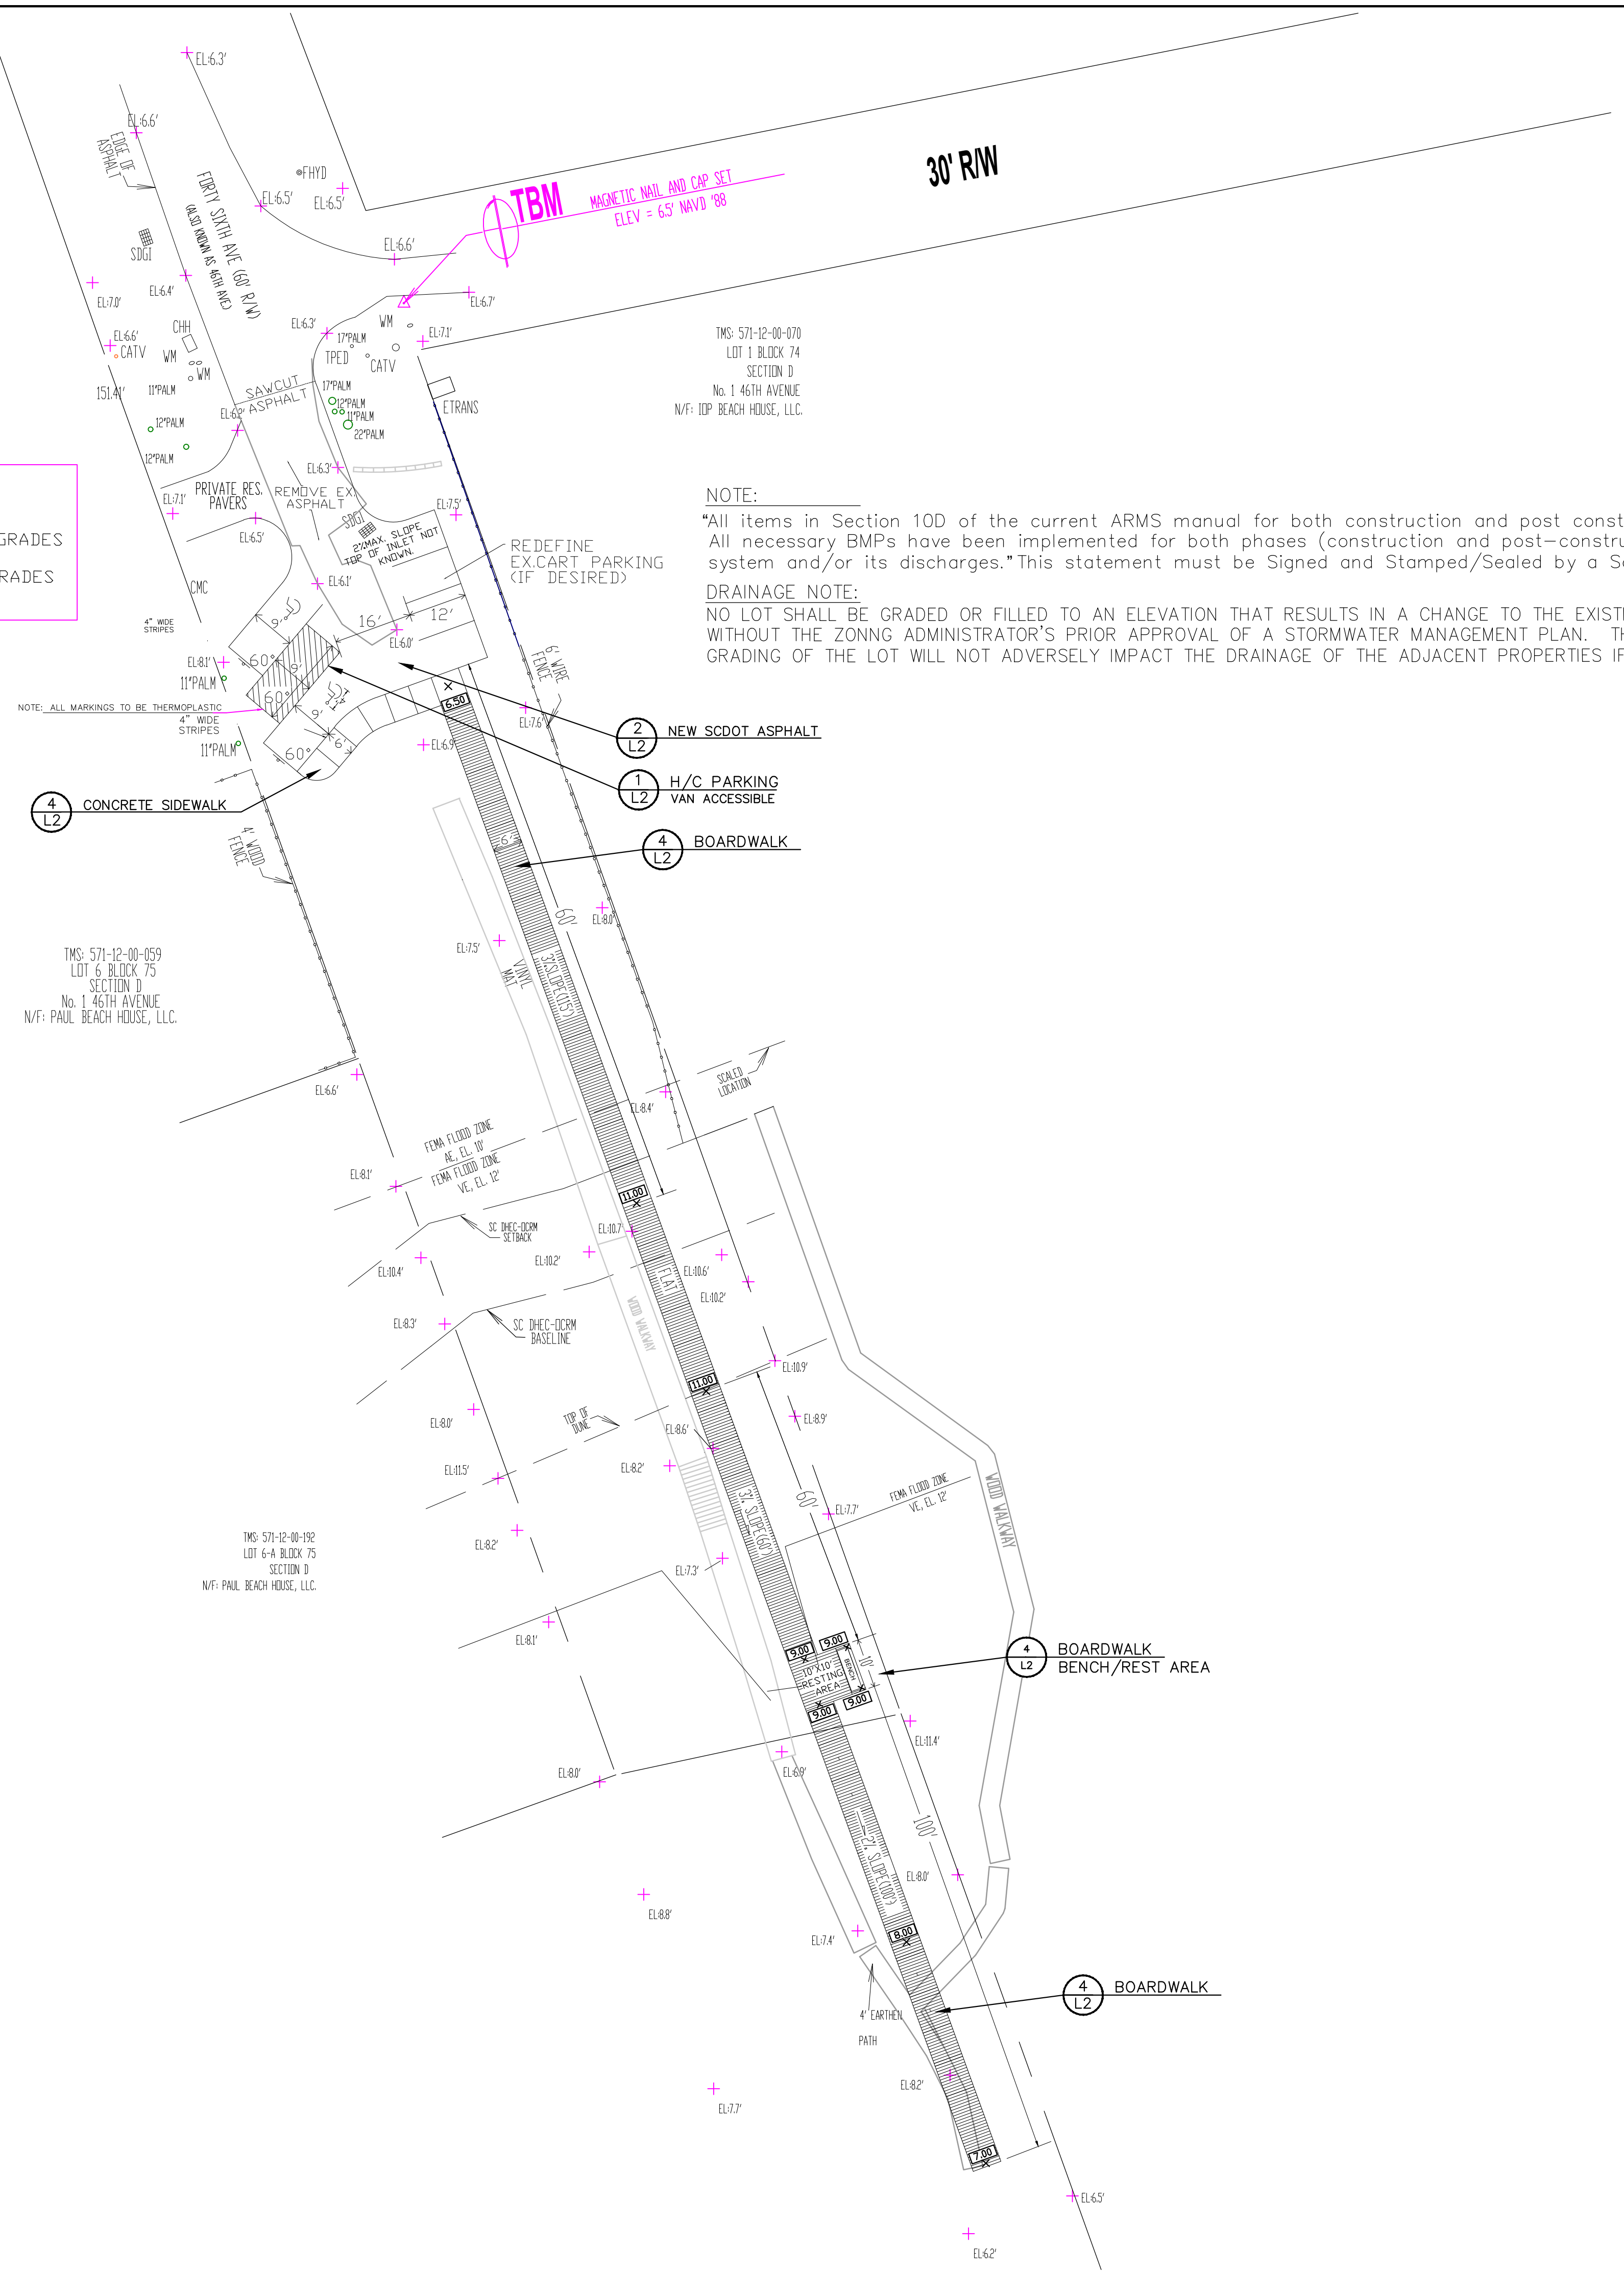 EL:6.3'
EL:6.6'
EDGE OF
ASPHALT
FORTY SIXTH AVE (60' R/W)
(ALSO KNOWN AS 46TH AVE)
FHYD
EL:6.5'
EL:6.5'
30' R/W
TBM
MAGNETIC NAIL AND CAP SET
ELEV = 6.5' NAVD '88
SDGI
EL:6.6'
EL:7.0'
EL:6.4'
EL:6.7'
CHH
EL:6.3'
WM
EL:7.1'
EL:6.6'
CATV
WM
WM
17"PALM
TPED
CATV
TMS: 571-12-00-070
LOT 1 BLOCK 74
SECTION D
No. 1 46TH AVENUE
N/F: IOP BEACH HOUSE, LLC.
151.41'
11"PALM
SAWCUT
ASPHALT
17"PALM
12"PALM
11"PALM
22"PALM
ETRANS
EL:6.2'
12"PALM
12"PALM
EL:6.3'
EL:7.1'
PRIVATE RES.
PAVERS
REMOVE EX.
ASPHALT
SDGI
EL:7.5'
2%MAX. SLOPE
TOP OF INLET NOT
KNOWN.
EL:6.5'
GRADES
RADES
REDEFINE
EX.CART PARKING
(IF DESIRED)
NOTE:
"All items in Section 10D of the current ARMS manual for both construction and post const
All necessary BMPs have been implemented for both phases (construction and post-constru
system and/or its discharges." This statement must be Signed and Stamped/Sealed by a S
DRAINAGE NOTE:
NO LOT SHALL BE GRADED OR FILLED TO AN ELEVATION THAT RESULTS IN A CHANGE TO THE EXISTI
WITHOUT THE ZONNG ADMINISTRATOR'S PRIOR APPROVAL OF A STORMWATER MANAGEMENT PLAN. TH
GRADING OF THE LOT WILL NOT ADVERSELY IMPACT THE DRAINAGE OF THE ADJACENT PROPERTIES IF
CMC
EL:6.1'
4" WIDE
STRIPES
9'
16'
12'
EL:6.0'
EL:8.1'
60°
9'
11"PALM
60°
9'
NOTE: ALL MARKINGS TO BE THERMOPLASTIC
4" WIDE
STRIPES
11"PALM
60°
6'
6.50
EL:6.9'
6' WIRE
FENCE
EL:7.6'
2
L2
NEW SCDOT ASPHALT
1
L2
H/C PARKING
VAN ACCESSIBLE
4
L2
CONCRETE SIDEWALK
4
L2
BOARDWALK
6'
4' WOOD
FENCE
60'
EL:8.0'
EL:7.5'
VINYL
MAT
3%SLOPE(115')
TMS: 571-12-00-059
LOT 6 BLOCK 75
SECTION D
No. 1 46TH AVENUE
N/F: PAUL BEACH HOUSE, LLC.
EL:6.6'
SCALED
LOCATION
EL:8.4'
FEMA FLOOD ZONE
AE, EL. 10'
FEMA FLOOD ZONE
VE, EL. 12'
EL:8.1'
11.00
SC DHEC-OCRM
SETBACK
EL:10.7
EL:10.2'
EL:10.4'
FLAT
EL:10.6'
EL:10.2'
WOOD WALKWAY
EL:8.3'
SC DHEC-OCRM
BASELINE
EL:10.9'
11.00
TOP OF
DUNE
EL:8.0'
EL:8.6'
EL:8.9'
EL:11.5'
EL:8.2'
FEMA FLOOD ZONE
VE, EL. 12'
WOOD WALKWAY
3% SLOPE(60')
60'
EL:7.7'
TMS: 571-12-00-192
LOT 6-A BLOCK 75
SECTION D
N/F: PAUL BEACH HOUSE, LLC.
EL:8.2'
EL:7.3'
EL:8.1'
9.00
9.00
10'X10'
RESTING
AREA
BENCH
10'
9.00
9.00
4
L2
BOARDWALK
BENCH/REST AREA
EL:11.4'
EL:8.0'
EL:6.9'
100'
2% SLOPE(100')
EL:8.0'
EL:8.8'
EL:7.4'
8.00
4
L2
BOARDWALK
4' EARTHEN
PATH
EL:8.2'
EL:7.7'
7.00
EL:6.5'
EL:6.2'